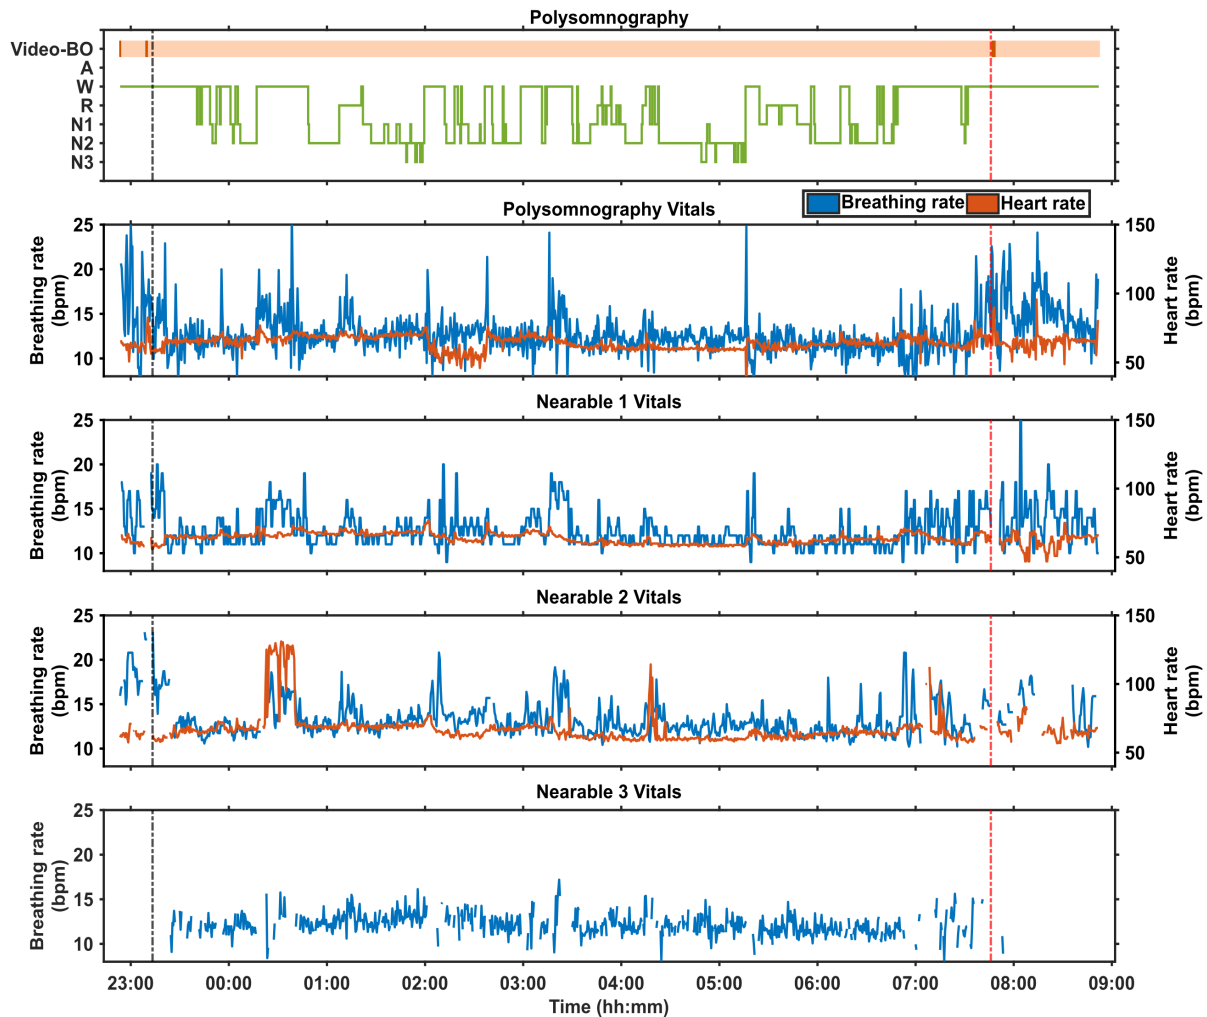 Polysomnography
Video-BO
A
W
R
N1
N2
N3
Breathing rate Heart rate
Polysomnography Vitals
25
20
15
10
Breathing rate
(bpm)
150
100
50
Heart rate
(bpm)
Nearable 1 Vitals
25
20
15
10
Breathing rate
(bpm)
150
100
50
Heart rate
(bpm)
Nearable 2 Vitals
25
20
15
10
Breathing rate
(bpm)
150
100
50
Heart rate
(bpm)
Nearable 3 Vitals
25
20
15
10
Breathing rate
(bpm)
23:00 00:00 01:00 02:00 03:00 04:00 05:00 06:00 07:00 08:00 09:00
Time (hh:mm)